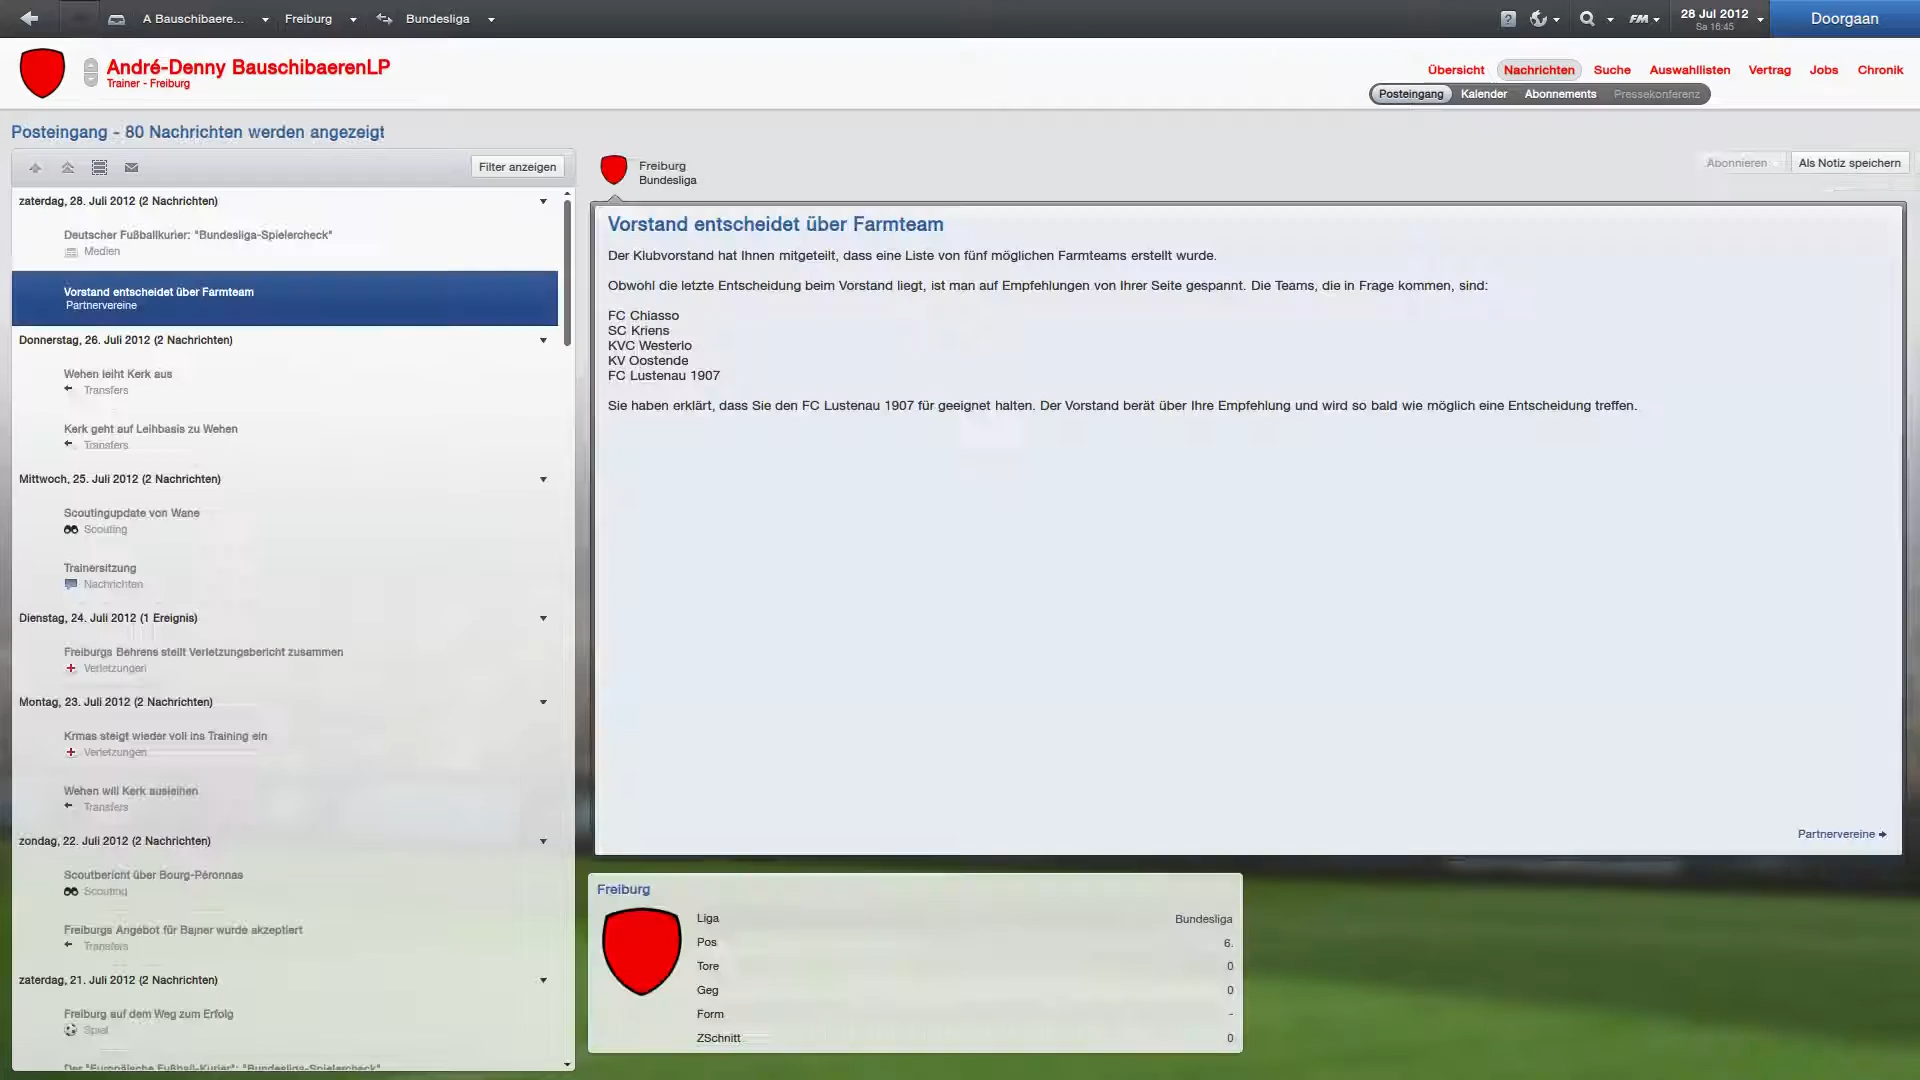 A Bauschibaere...
Freiburg
Bundesliga
FM
28 Jul 2012
Sa 16:45
Doorgaan
André-Denny BauschibaerenLP
Trainer - Freiburg
Übersicht
Nachrichten
Suche
Auswahllisten
Vertrag
Jobs
Chronik
Posteingang
Kalender
Abonnements
Pressekonferenz
Posteingang - 80 Nachrichten werden angezeigt
Filter anzeigen
zaterdag, 28. Juli 2012 (2 Nachrichten)
Deutscher Fußballkurier: "Bundesliga-Spielercheck"
Medien
Vorstand entscheidet über Farmteam
Partnervereine
Donnerstag, 26. Juli 2012 (2 Nachrichten)
Wehen leiht Kerk aus
Transfers
Kerk geht auf Leihbasis zu Wehen
Transfers
Mittwoch, 25. Juli 2012 (2 Nachrichten)
Scoutingupdate von Wane
Scouting
Trainersitzung
Nachrichten
Dienstag, 24. Juli 2012 (1 Ereignis)
Freiburgs Behrens stellt Verletzungsbericht zusammen
Verletzungen
Montag, 23. Juli 2012 (2 Nachrichten)
Krmas steigt wieder voll ins Training ein
Verletzungen
Wehen will Kerk ausleihen
Transfers
zondag, 22. Juli 2012 (2 Nachrichten)
Scoutbericht über Bourg-Péronnas
Scouting
Freiburgs Angebot für Bajner wurde akzeptiert
Transfers
zaterdag, 21. Juli 2012 (2 Nachrichten)
Freiburg auf dem Weg zum Erfolg
Spiel
Der "Europäische Fußball-Kurier": "Bundesliga-Spielercheck"
Freiburg
Bundesliga
Abonnieren
Als Notiz speichern
Vorstand entscheidet über Farmteam
Der Klubvorstand hat Ihnen mitgeteilt, dass eine Liste von fünf möglichen Farmteams erstellt wurde.
Obwohl die letzte Entscheidung beim Vorstand liegt, ist man auf Empfehlungen von Ihrer Seite gespannt. Die Teams, die in Frage kommen, sind:
FC Chiasso
SC Kriens
KVC Westerlo
KV Oostende
FC Lustenau 1907
Sie haben erklärt, dass Sie den FC Lustenau 1907 für geeignet halten. Der Vorstand berät über Ihre Empfehlung und wird so bald wie möglich eine Entscheidung treffen.
Partnervereine
Freiburg
Liga Bundesliga
Pos 6.
Tore 0
Geg 0
Form -
ZSchnitt 0